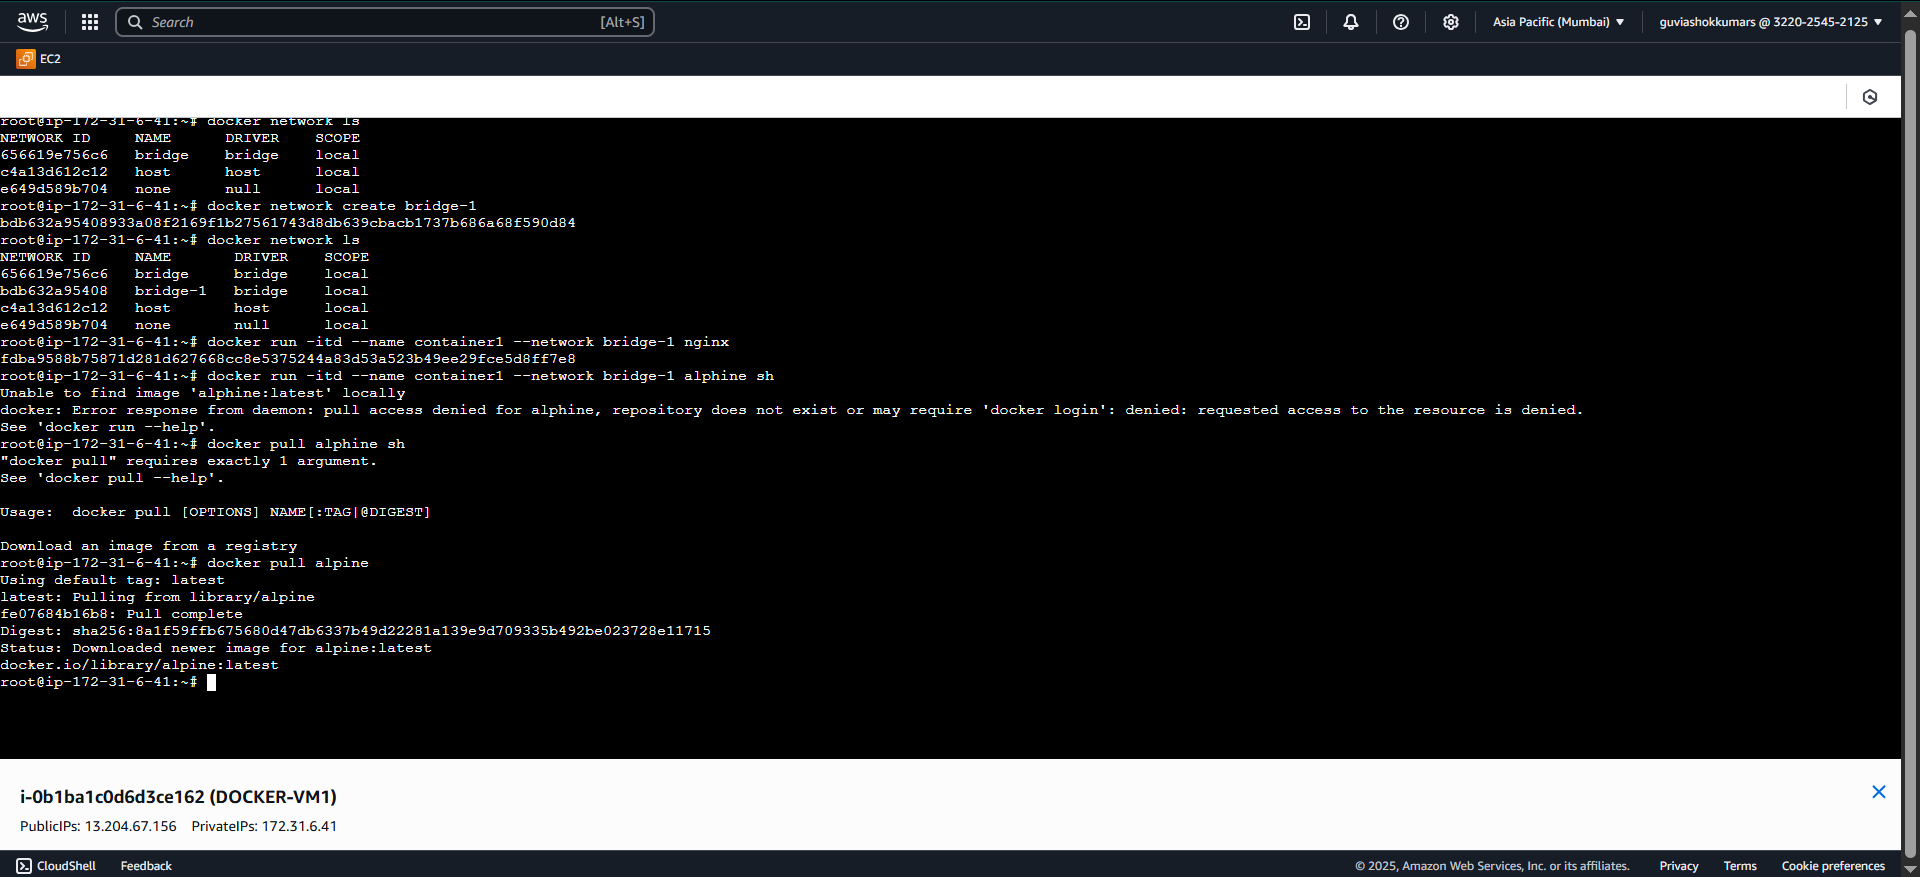 aws
Search [Alt+S]
Asia Pacific (Mumbai)
guviashokkumars @ 3220-2545-2125
EC2
root@ip-172-31-6-41:~# docker network ls
NETWORK ID     NAME      DRIVER    SCOPE
656619e756c6   bridge    bridge    local
c4a13d612c12   host      host      local
e649d589b704   none      null      local
root@ip-172-31-6-41:~# docker network create bridge-1
bdb632a95408933a08f2169f1b27561743d8db639cbacb1737b686a68f590d84
root@ip-172-31-6-41:~# docker network ls
NETWORK ID     NAME       DRIVER    SCOPE
656619e756c6   bridge     bridge    local
bdb632a95408   bridge-1   bridge    local
c4a13d612c12   host       host      local
e649d589b704   none       null      local
root@ip-172-31-6-41:~# docker run -itd --name container1 --network bridge-1 nginx
fdba9588b75871d281d627668cc8e5375244a83d53a523b49ee29fce5d8ff7e8
root@ip-172-31-6-41:~# docker run -itd --name container1 --network bridge-1 alphine sh
Unable to find image 'alphine:latest' locally
docker: Error response from daemon: pull access denied for alphine, repository does not exist or may require 'docker login': denied: requested access to the resource is denied.
See 'docker run --help'.
root@ip-172-31-6-41:~# docker pull alphine sh
"docker pull" requires exactly 1 argument.
See 'docker pull --help'.
Usage:  docker pull [OPTIONS] NAME[:TAG|@DIGEST]
Download an image from a registry
root@ip-172-31-6-41:~# docker pull alpine
Using default tag: latest
latest: Pulling from library/alpine
fe07684b16b8: Pull complete
Digest: sha256:8a1f59ffb675680d47db6337b49d22281a139e9d709335b492be023728e11715
Status: Downloaded newer image for alpine:latest
docker.io/library/alpine:latest
root@ip-172-31-6-41:~#
i-0b1ba1c0d6d3ce162 (DOCKER-VM1)
PublicIPs: 13.204.67.156 PrivateIPs: 172.31.6.41
CloudShell Feedback © 2025, Amazon Web Services, Inc. or its affiliates. Privacy Terms Cookie preferences